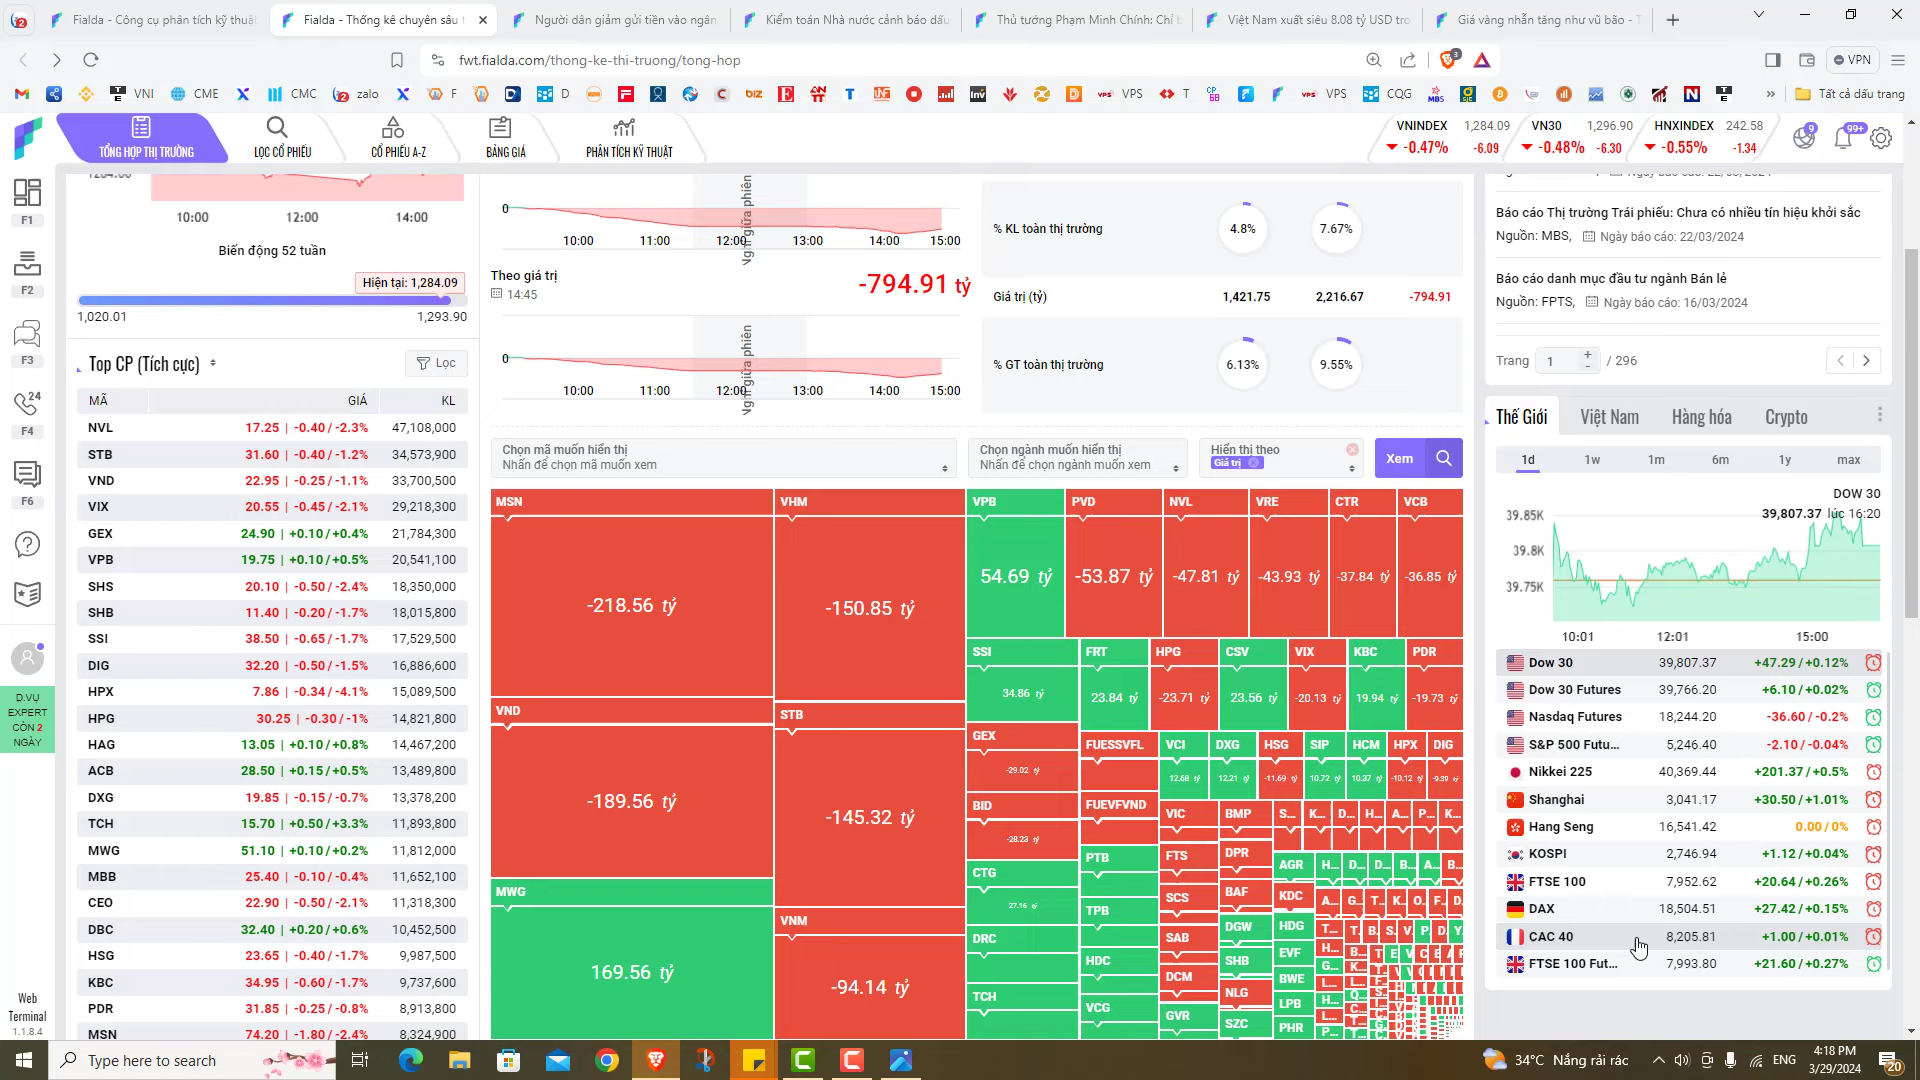 Fialda - Công cụ phân tích kỹ thuật
Fialda - Thống kê chuyên sâu t
Người dân giảm gửi tiền vào ngân
Kiểm toán Nhà nước cảnh báo dấu
Thủ tướng Phạm Minh Chính: Chỉ
Việt Nam xuất siêu 8.08 tỷ USD tro
Giá vàng nhẫn tăng như vũ bão - T
fwt.fialda.com/thong-ke-thi-truong/tong-hop
VPN
VNI CME CMC zalo F D VPS T VPS CQG Tất cả dấu trang
TỔNG HỢP THỊ TRƯỜNG
LỌC CỔ PHIẾU
CỔ PHIẾU A-Z
BẢNG GIÁ
PHÂN TÍCH KỸ THUẬT
VNINDEX 1,284.09
-0.47% -6.09
VN30 1,296.90
-0.48% -6.30
HNXINDEX 242.58
-0.55% -1.34
9
99+
F1
F2
F3
24
F4
F6
D.VỤ
EXPERT
CÒN 2
NGÀY
Web
Terminal
1.1.8.4
10:00 12:00 14:00
Biến động 52 tuần
Hiện tại: 1,284.09
1,020.01 1,293.90
Top CP (Tích cực)
Lọc
MÃ GIÁ KL
NVL 17.25 | -0.40 / -2.3% 47,108,000
STB 31.60 | -0.40 / -1.2% 34,573,900
VND 22.95 | -0.25 / -1.1% 33,700,500
VIX 20.55 | -0.45 / -2.1% 29,218,300
GEX 24.90 | +0.10 / +0.4% 21,784,300
VPB 19.75 | +0.10 / +0.5% 20,541,100
SHS 20.10 | -0.50 / -2.4% 18,350,000
SHB 11.40 | -0.20 / -1.7% 18,015,800
SSI 38.50 | -0.65 / -1.7% 17,529,500
DIG 32.20 | -0.50 / -1.5% 16,886,600
HPX 7.86 | -0.34 / -4.1% 15,089,500
HPG 30.25 | -0.30 / -1% 14,821,800
HAG 13.05 | +0.10 / +0.8% 14,467,200
ACB 28.50 | +0.15 / +0.5% 13,489,800
DXG 19.85 | -0.15 / -0.7% 13,378,200
TCH 15.70 | +0.50 / +3.3% 11,893,800
MWG 51.10 | +0.10 / +0.2% 11,812,000
MBB 25.40 | -0.10 / -0.4% 11,652,100
CEO 22.90 | -0.50 / -2.1% 11,318,300
DBC 32.40 | +0.20 / +0.6% 10,452,500
HSG 23.65 | -0.40 / -1.7% 9,987,500
KBC 34.95 | -0.60 / -1.7% 9,737,600
PDR 31.85 | -0.25 / -0.8% 8,913,800
MSN 74.20 | -1.80 / -2.4% 8,324,900
0
Nghỉ giữa phiên
10:00 11:00 12:00 13:00 14:00 15:00
Theo giá trị
14:45
-794.91 tỷ
0
Nghỉ giữa phiên
10:00 11:00 12:00 13:00 14:00 15:00
% KL toàn thị trường 4.8% 7.67%
Giá trị (tỷ) 1,421.75 2,216.67 -794.91
% GT toàn thị trường 6.13% 9.55%
Chọn mã muốn hiển thị
Nhấn để chọn mã muốn xem
Chọn ngành muốn hiển thị
Nhấn để chọn ngành muốn xem
Hiển thị theo
Giá trị
Xem
MSN
-218.56 tỷ
VND
-189.56 tỷ
MWG
169.56 tỷ
VHM
-150.85 tỷ
STB
-145.32 tỷ
VNM
-94.14 tỷ
VPB
54.69 tỷ
PVD
-53.87 tỷ
NVL
-47.81 tỷ
VRE
-43.93 tỷ
CTR
-37.84 tỷ
VCB
-36.85 tỷ
SSI
34.86 tỷ
FRT
23.84 tỷ
HPG
-23.71 tỷ
CSV
23.56 tỷ
VIX
-20.13 tỷ
KBC
19.94 tỷ
PDR
-19.73 tỷ
GEX
-29.02 tỷ
BID
-28.23 tỷ
CTG
27.16 tỷ
DRC
TCH
FUESSVFL
FUEVFVND
PTB
TPB
HDC
VCG
VCI
12.68 tỷ
DXG
12.21 tỷ
HSG
-11.69 tỷ
SIP
10.72 tỷ
HCM
10.37 tỷ
HPX
-10.12 tỷ
DIG
-9.39 tỷ
VIC
FTS
SCS
SAB
DCM
GVR
BMP
DPR
BAF
DGW
SHB
NLG
SZC
S... K... D... H... A... P... K...
AGR
KDC
HDG
EVF
BWE
LPB
PHR
Ngày báo cáo: 22/03/2024
Báo cáo Thị trường Trái phiếu: Chưa có nhiều tín hiệu khởi sắc
Nguồn: MBS, Ngày báo cáo: 22/03/2024
Báo cáo danh mục đầu tư ngành Bán lẻ
Nguồn: FPTS, Ngày báo cáo: 16/03/2024
Trang 1 / 296
Thế Giới Việt Nam Hàng hóa Crypto
1d 1w 1m 6m 1y max
DOW 30
39,807.37 lúc 16:20
39.85K
39.8K
39.75K
10:01 12:01 15:00
Dow 30 39,807.37 +47.29 / +0.12%
Dow 30 Futures 39,766.20 +6.10 / +0.02%
Nasdaq Futures 18,244.20 -36.60 / -0.2%
S&P 500 Futu... 5,246.40 -2.10 / -0.04%
Nikkei 225 40,369.44 +201.37 / +0.5%
Shanghai 3,041.17 +30.50 / +1.01%
Hang Seng 16,541.42 0.00 / 0%
KOSPI 2,746.94 +1.12 / +0.04%
FTSE 100 7,952.62 +20.64 / +0.26%
DAX 18,504.51 +27.42 / +0.15%
CAC 40 8,205.81 +1.00 / +0.01%
FTSE 100 Fut... 7,993.80 +21.60 / +0.27%
Type here to search
34°C Nắng rải rác
ENG
4:18 PM
3/29/2024
20